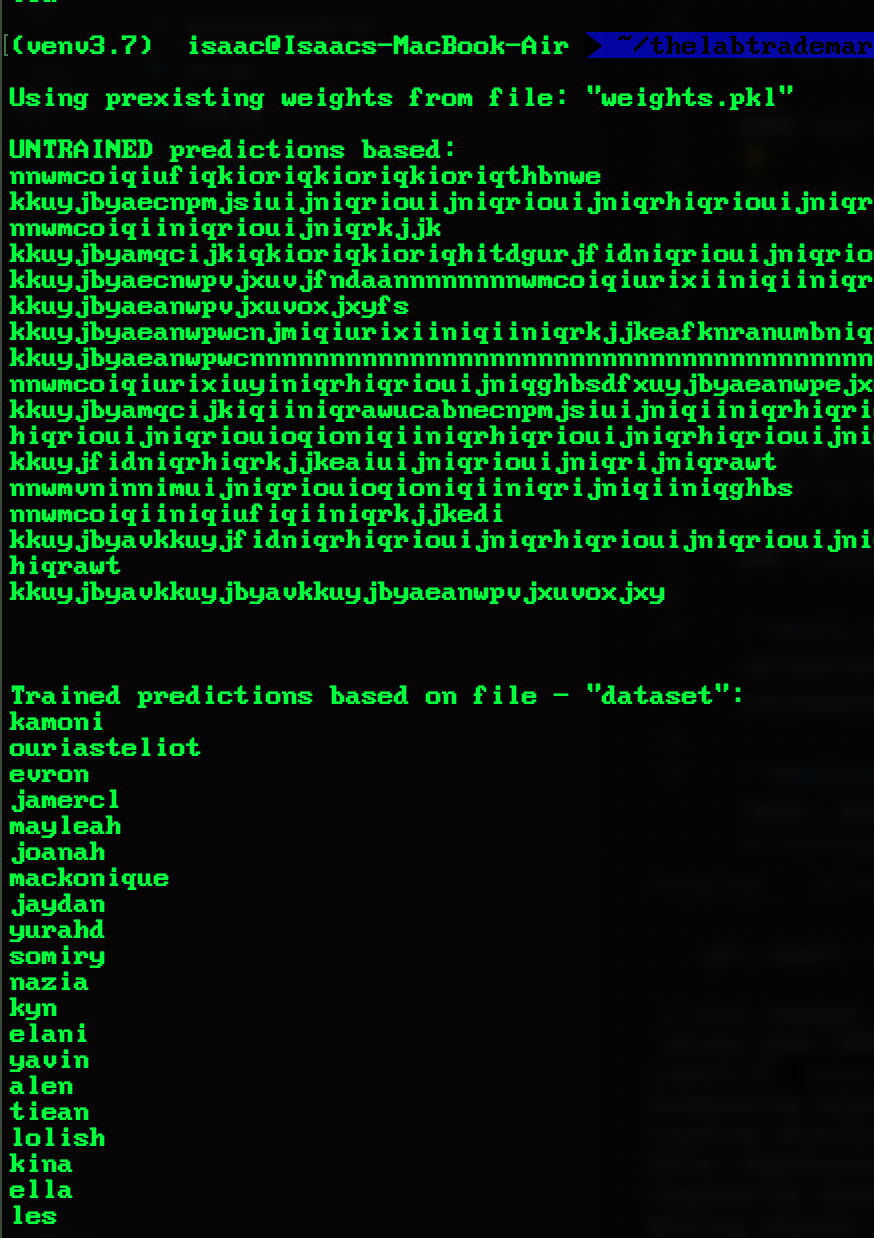 (venv3.7) isaac@Isaacs-MacBook-Air ~/thelabtrademar
Using prexisting weights from file: "weights.pkl"
UNTRAINED predictions based:
nnwmcoiqiufiqkioriqkioriqkioriqthbnwe
kkuyjbyaecnpmjsiuijniqriouijniqriouijniqrhiqriouijniqr
nnwmcoiqiiniqriouijniqrkjjk
kkuyjbyamqcijkiqkioriqkioriqhitdgurjfidniqriouijniqrio
kkuyjbyaecnwpvjxuvjfndaannnnnnnnwmcoiqiurixiiniqiiniqr
kkuyjbyaeanwpvjxuvoxjxyfs
kkuyjbyaeanwpwcnjmiqiurixiiniqiiniqrkjjkeafknranumbniq
kkuyjbyaeanwpwcnnnnnnnnnnnnnnnnnnnnnnnnnnnnnnnnnnnnnnn
nnwmcoiqiurixiuyiniqrhiqriouijniqghbsdfxuyjbyaeanwpejx
kkuyjbyamqcijkiqiiniqrawucabnecnpmjsiuijniqiiniqrhiqri
hiqriouijniqriouioqioniqiiniqrhiqriouijniqrhiqriouijni
kkuyjfidniqrhiqrkjjkeaiuijniqriouijniqrijniqrawt
nnwmvninnimuijniqriouioqioniqiiniqrijniqiiniqghbs
nnwmcoiqiiniqiufiqiiniqrkjjkedi
kkuyjbyavkkuyjfidniqrhiqriouijniqrhiqriouijniqriouijni
hiqrawt
kkuyjbyavkkuyjbyavkkuyjbyaeanwpvjxuvoxjxy
Trained predictions based on file - "dataset":
kamoni
ouriasteliot
evron
jamercl
mayleah
joanah
mackonique
jaydan
yurahd
somiry
nazia
kyn
elani
yavin
alen
tiean
lolish
kina
ella
les